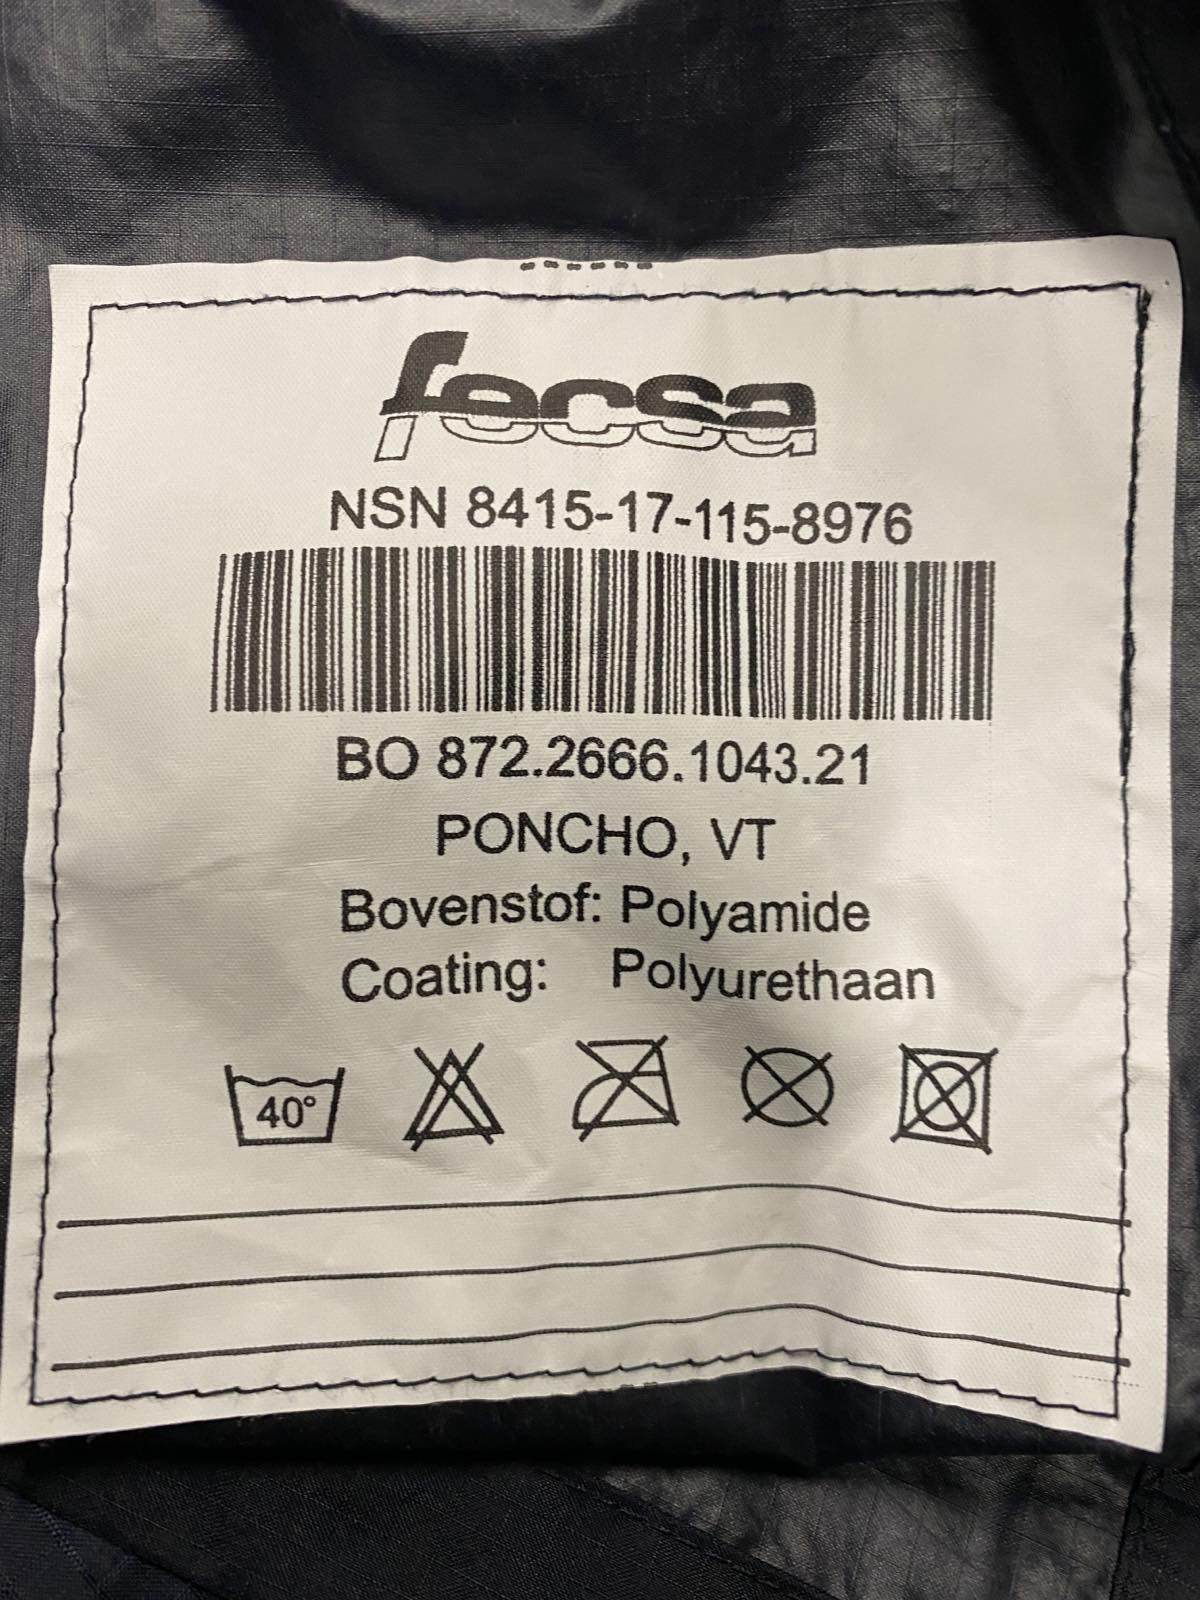 fecsa
NSN 8415-17-115-8976
BO 872.2666.1043.21
PONCHO, VT
Bovenstof: Polyamide
Coating: Polyurethaan
40°